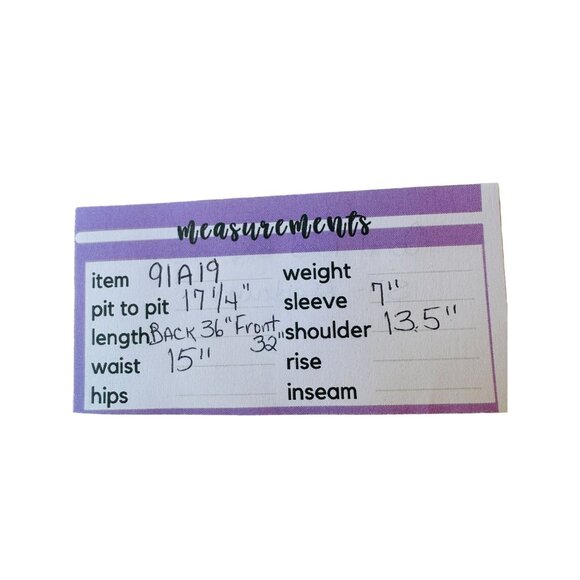 measurements
item 91A19 weight
pit to pit 17 1/4" sleeve 7"
length BACK 36" Front 32" shoulder 13.5"
waist 15" rise
hips inseam